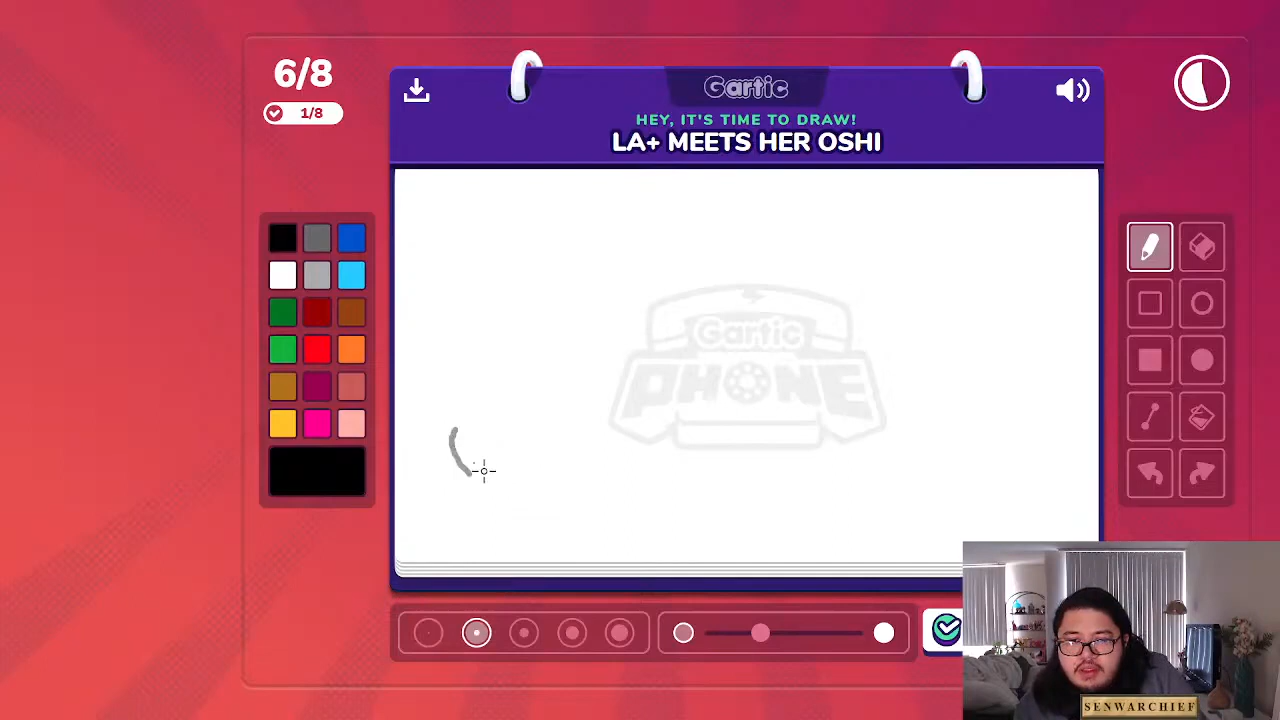 6/8
1/8
Gartic
HEY, IT'S TIME TO DRAW!
LA+ MEETS HER OSHI
Gartic
PHONE
SENWARCHIEF